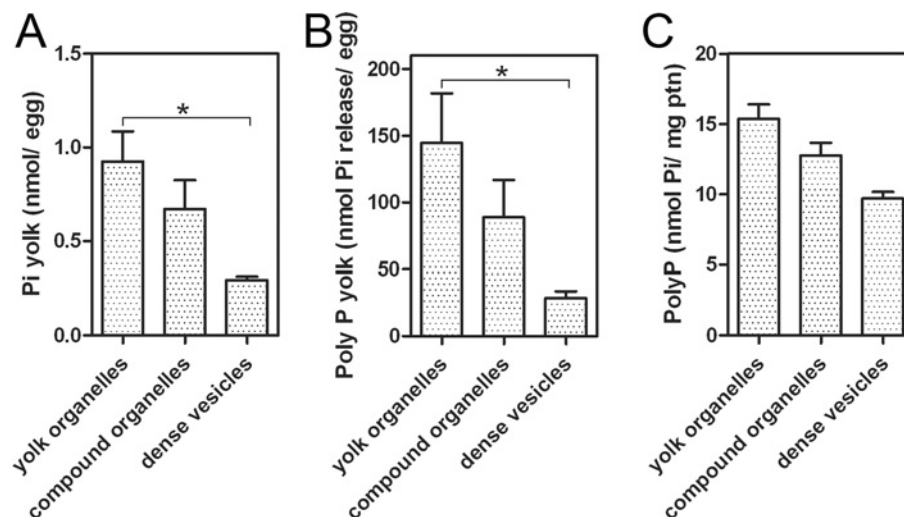 A
Pi yolk (nmol/ egg)
1.5
1.0
0.5
0.0
*
yolk organelles
compound organelles
dense vesicles
B
Poly P yolk (nmol Pi release/ egg)
200
150
100
50
0
*
yolk organelles
compound organelles
dense vesicles
C
PolyP (nmol Pi/ mg ptn)
20
15
10
15
0
yolk organelles
compound organelles
dense vesicles